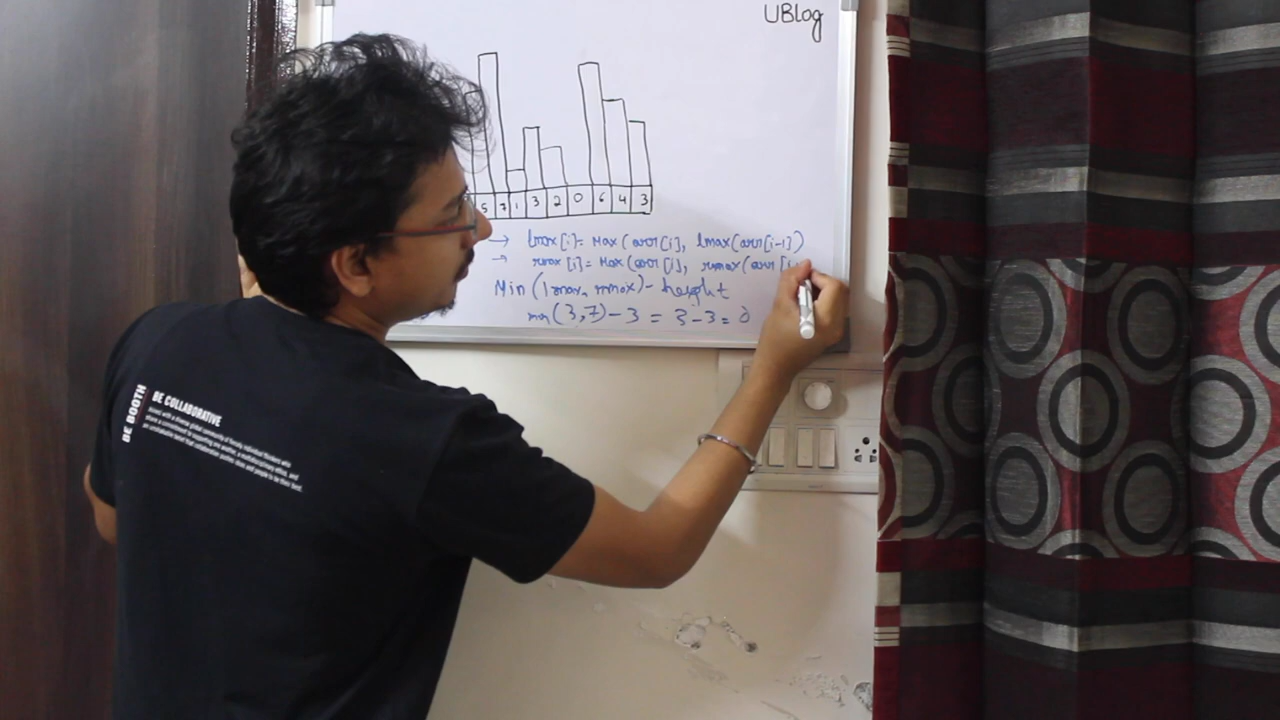 UBlog
5 7 1 3 2 0 6 4 3
→ lmax[i]= Max(arr[i], lmax(arr[i-1])
→ rmax[i]= Max(arr[i], rmax(arr[i
Min (lmax, rmax)- height
min(3,7)-3 = 3-3=0
BE BOOTH
BE COLLABORATIVE